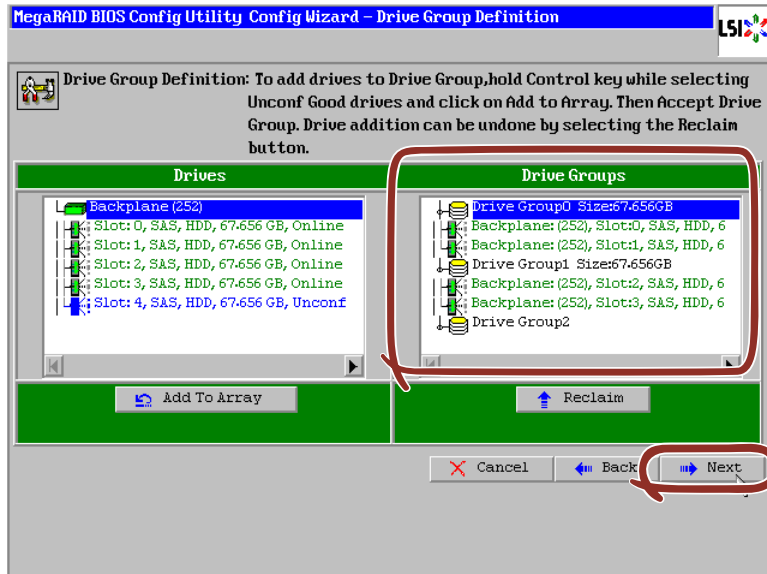 MegaRAID BIOS Config Utility Config Wizard – Drive Group Definition
LSI
Drive Group Definition: To add drives to Drive Group,hold Control key while selecting
Unconf Good drives and click on Add to Array. Then Accept Drive
Group. Drive addition can be undone by selecting the Reclaim
button.
Drives
Backplane (252)
Slot: 0, SAS, HDD, 67.656 GB, Online
Slot: 1, SAS, HDD, 67.656 GB, Online
Slot: 2, SAS, HDD, 67.656 GB, Online
Slot: 3, SAS, HDD, 67.656 GB, Online
Slot: 4, SAS, HDD, 67.656 GB, Unconf
Add To Array
Drive Groups
Drive Group0 Size:67.656GB
Backplane: (252), Slot:0, SAS, HDD, 6
Backplane: (252), Slot:1, SAS, HDD, 6
Drive Group1 Size:67.656GB
Backplane: (252), Slot:2, SAS, HDD, 6
Backplane: (252), Slot:3, SAS, HDD, 6
Drive Group2
Reclaim
Cancel
Back
Next